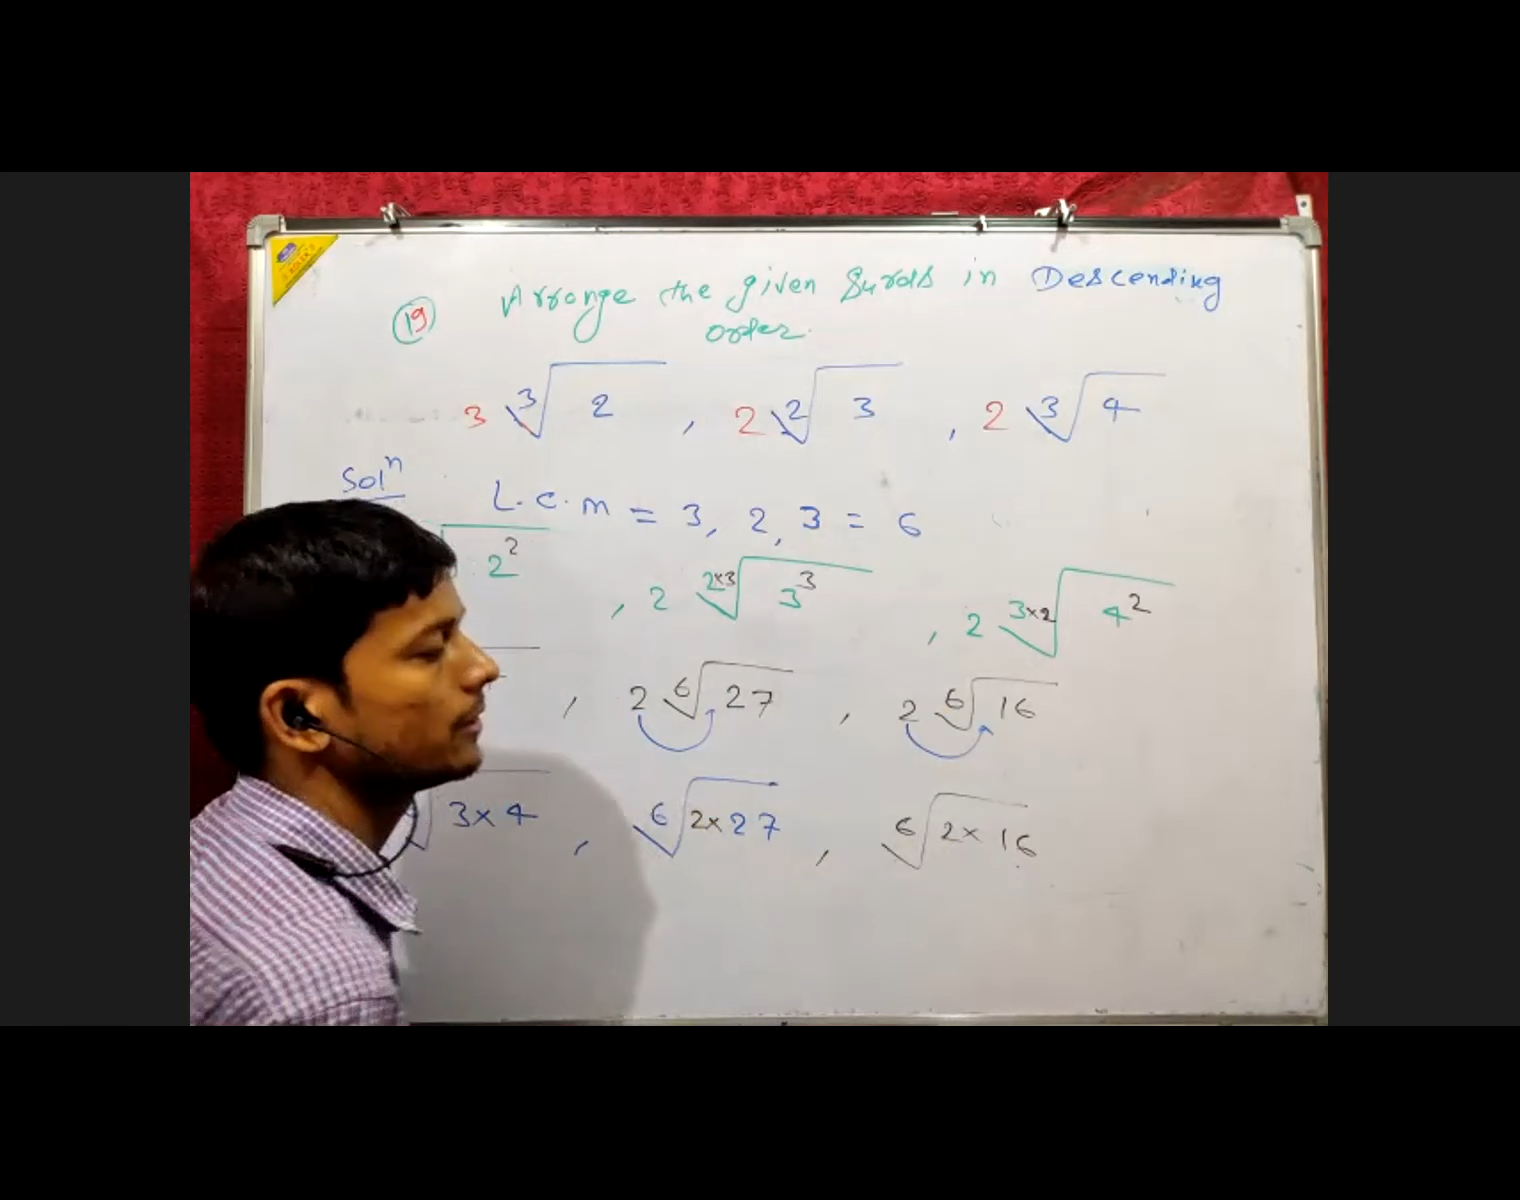 19 Arrange the given Surds in Descending
order.
3 ∛2 , 2 ²√3 , 2 ∛4
Solⁿ L.C.M = 3, 2, 3 = 6
2² , 2 ²ˣ³√3³ , 2 ³ˣ²√4²
, 2 ⁶√27 , 2 ⁶√16
√3×4 , ⁶√2×27 , ⁶√2×16